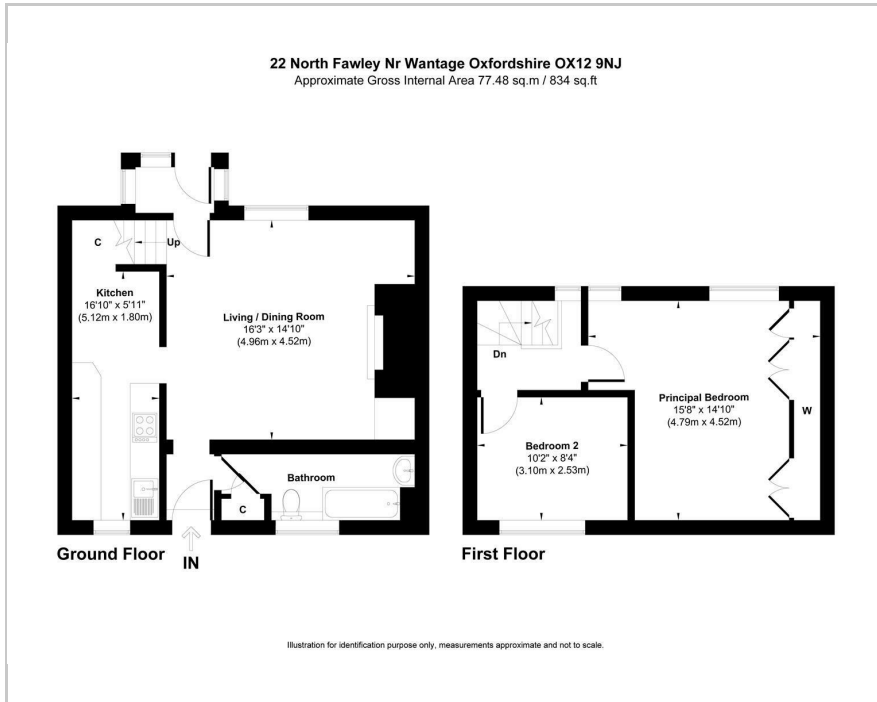 22 North Fawley Nr Wantage Oxfordshire OX12 9NJ
Approximate Gross Internal Area 77.48 sq.m / 834 sq.ft
C
Up
Kitchen
16'10" x 5'11"
(5.12m x 1.80m)
Living / Dining Room
16'3" x 14'10"
(4.96m x 4.52m)
Bathroom
C
Ground Floor
IN
Dn
Principal Bedroom
15'8" x 14'10"
(4.79m x 4.52m)
W
Bedroom 2
10'2" x 8'4"
(3.10m x 2.53m)
First Floor
Illustration for identification purpose only, measurements approximate and not to scale.